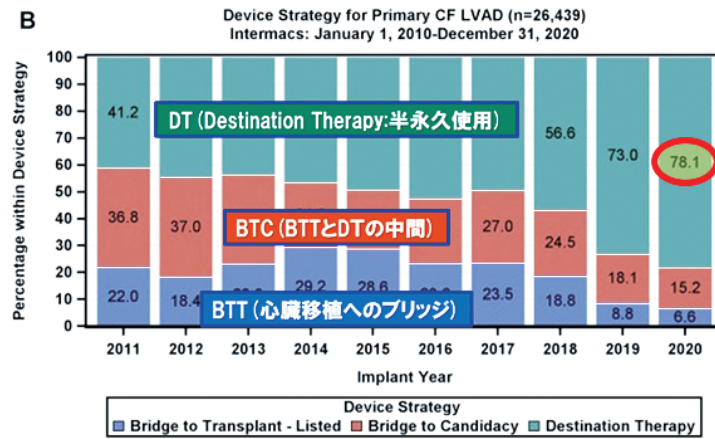 B
Device Strategy for Primary CF LVAD (n=26,439)
Intermacs: January 1, 2010-December 31, 2020
Percentage within Device Strategy
100
90
80
70
60
50
40
30
20
10
0
41.2
56.6
73.0
78.1
DT (Destination Therapy:半永久使用)
36.8
37.0
27.0
24.5
18.1
15.2
BTC (BTTとDTの中間)
22.0
18.4
29.2
28.6
23.5
18.8
8.8
6.6
BTT (心臓移植へのブリッジ)
2011 2012 2013 2014 2015 2016 2017 2018 2019 2020
Implant Year
Device Strategy
Bridge to Transplant - Listed Bridge to Candidacy Destination Therapy